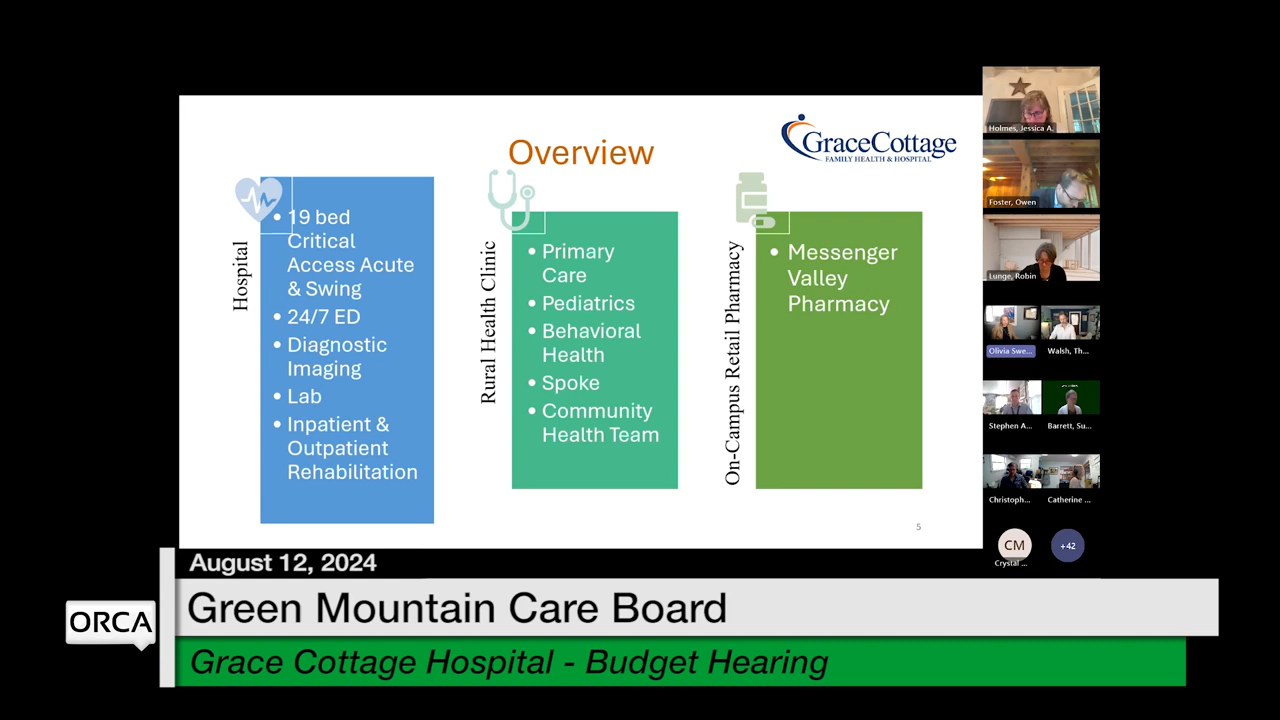 Overview
GraceCottage
FAMILY HEALTH & HOSPITAL
Hospital
• 19 bed
Critical
Access Acute
& Swing
• 24/7 ED
• Diagnostic
Imaging
• Lab
• Inpatient &
Outpatient
Rehabilitation
Rural Health Clinic
• Primary
Care
• Pediatrics
• Behavioral
Health
• Spoke
• Community
Health Team
On-Campus Retail Pharmacy
• Messenger
Valley
Pharmacy
5
Holmes, Jessica A.
Foster, Owen
Lunge, Robin
Olivia Swe...
Walsh, Th...
Stephen A...
Barrett, Su...
Christoph...
Catherine ...
CM
Crystal ...
+42
August 12, 2024
ORCA
Green Mountain Care Board
Grace Cottage Hospital - Budget Hearing